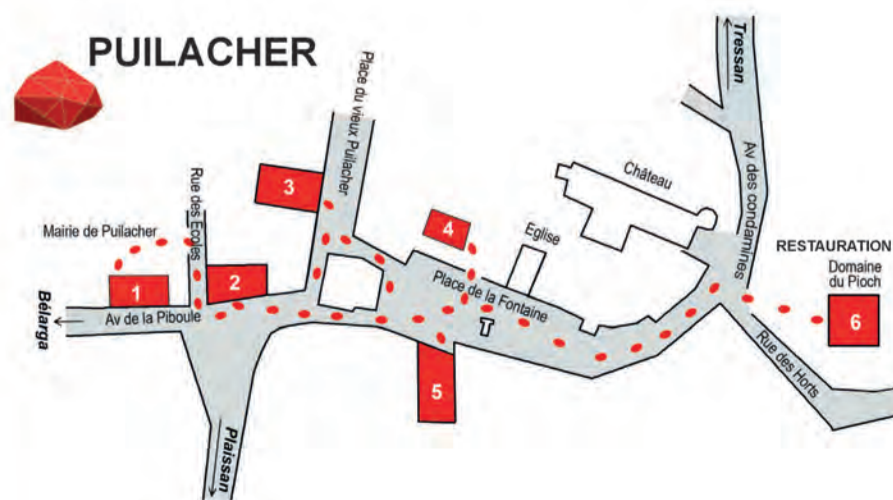 PUILACHER
Tressan
Place du vieux Puilacher
Rue des Ecoles
3
Château
Av des condamines
4
Mairie de Puilacher
Eglise
RESTAURATION
Domaine
du Pioch
2
1
Place de la Fontaine
Bélarga
Av de la Piboule
6
T
Rue des Horts
5
Plaissan